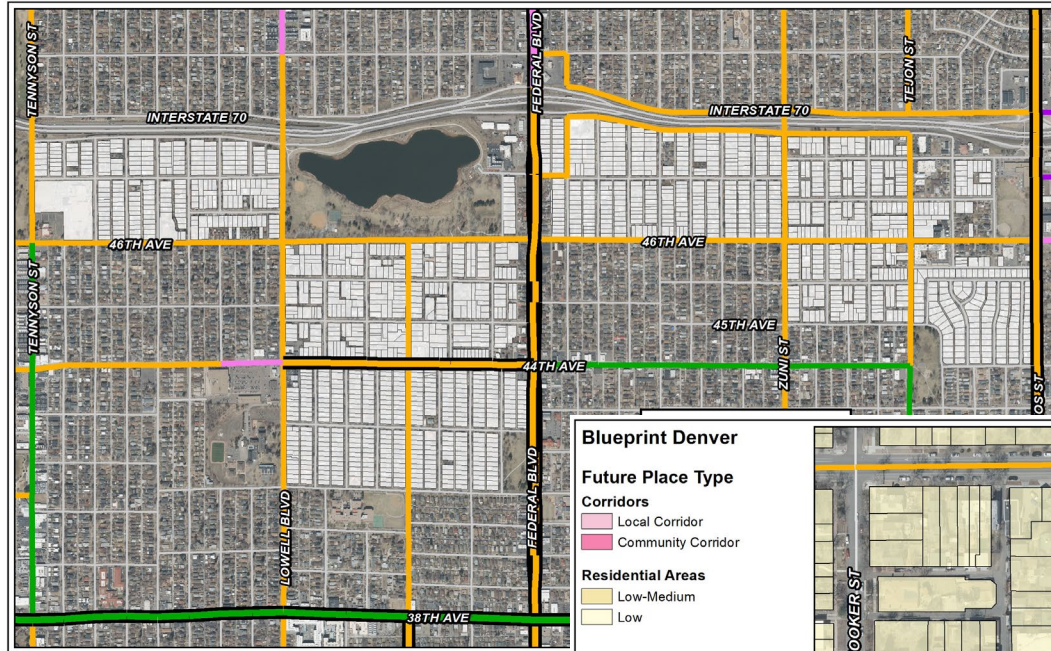 TENNYSON ST
FEDERAL BLVD
TEJON ST
INTERSTATE 70
INTERSTATE 70
46TH AVE
46TH AVE
TENNYSON ST
45TH AVE
44TH AVE
ZUNI ST
OS ST
LOWELL BLVD
FEDERAL BLVD
38TH AVE
Blueprint Denver
Future Place Type
Corridors
Local Corridor
Community Corridor
Residential Areas
Low-Medium
Low
OOKER ST